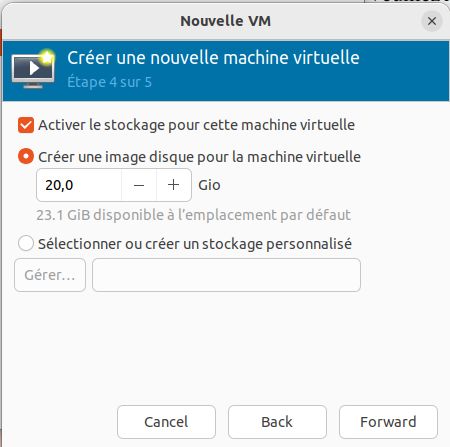 Nouvelle VM
Créer une nouvelle machine virtuelle
Étape 4 sur 5
Activer le stockage pour cette machine virtuelle
Créer une image disque pour la machine virtuelle
20,0 − + Gio
23.1 GiB disponible à l'emplacement par défaut
Sélectionner ou créer un stockage personnalisé
Gérer...
Cancel Back Forward